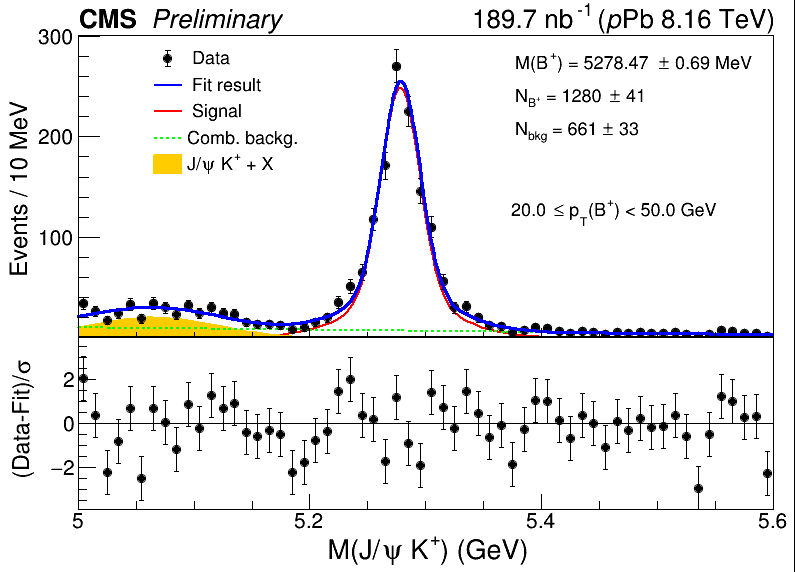 CMS Preliminary 189.7 nb⁻¹ (pPb 8.16 TeV)
Events / 10 MeV
300
200
100
Data
Fit result
Signal
Comb. backg.
J/ψ K⁺ + X
M(B⁺) = 5278.47 ± 0.69 MeV
N_B⁺ = 1280 ± 41
N_bkg = 661 ± 33
20.0 ≤ p_T(B⁺) < 50.0 GeV
(Data-Fit)/σ
2
0
−2
5 5.2 5.4 5.6
M(J/ψ K⁺) (GeV)